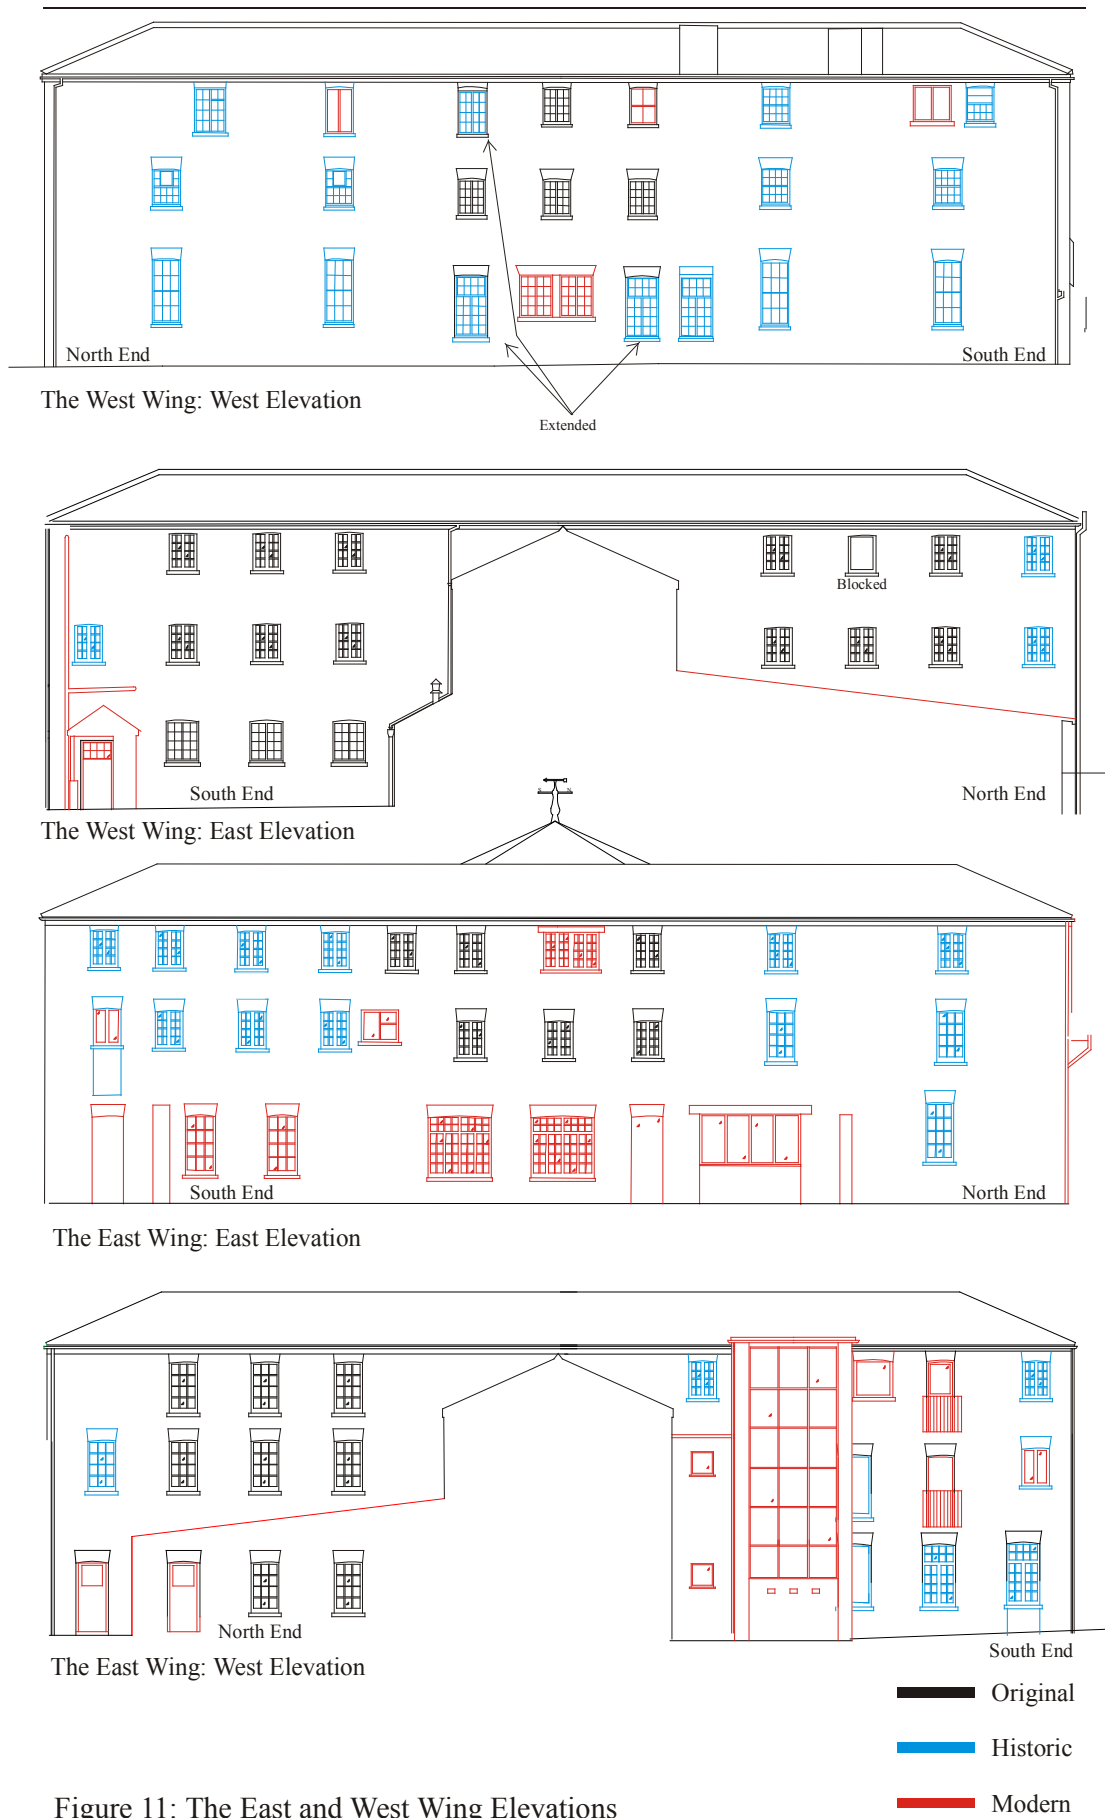 North End
South End
The West Wing: West Elevation
Extended
Blocked
South End
North End
The West Wing: East Elevation
S N
South End
North End
The East Wing: East Elevation
North End
South End
The East Wing: West Elevation
Original
Historic
Modern
Figure 11: The East and West Wing Elevations